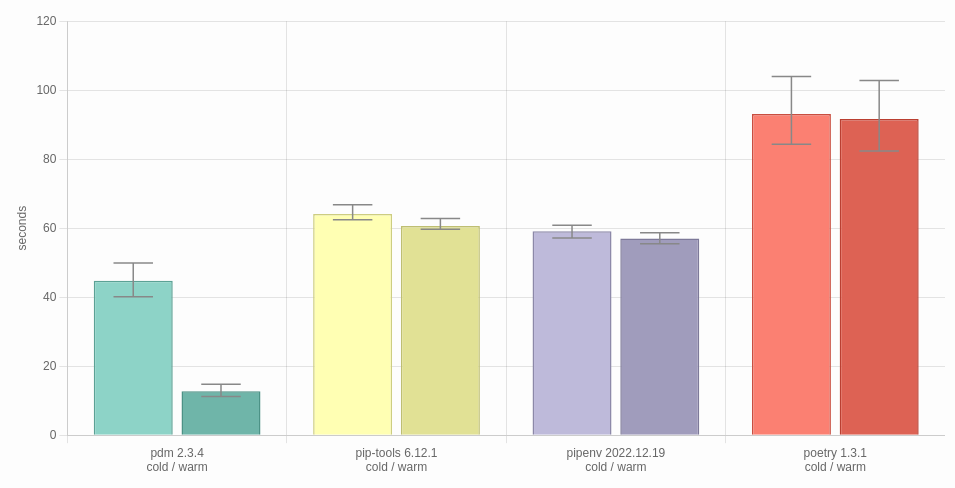 120
100
80
60
40
20
0
seconds
pdm 2.3.4
cold / warm
pip-tools 6.12.1
cold / warm
pipenv 2022.12.19
cold / warm
poetry 1.3.1
cold / warm